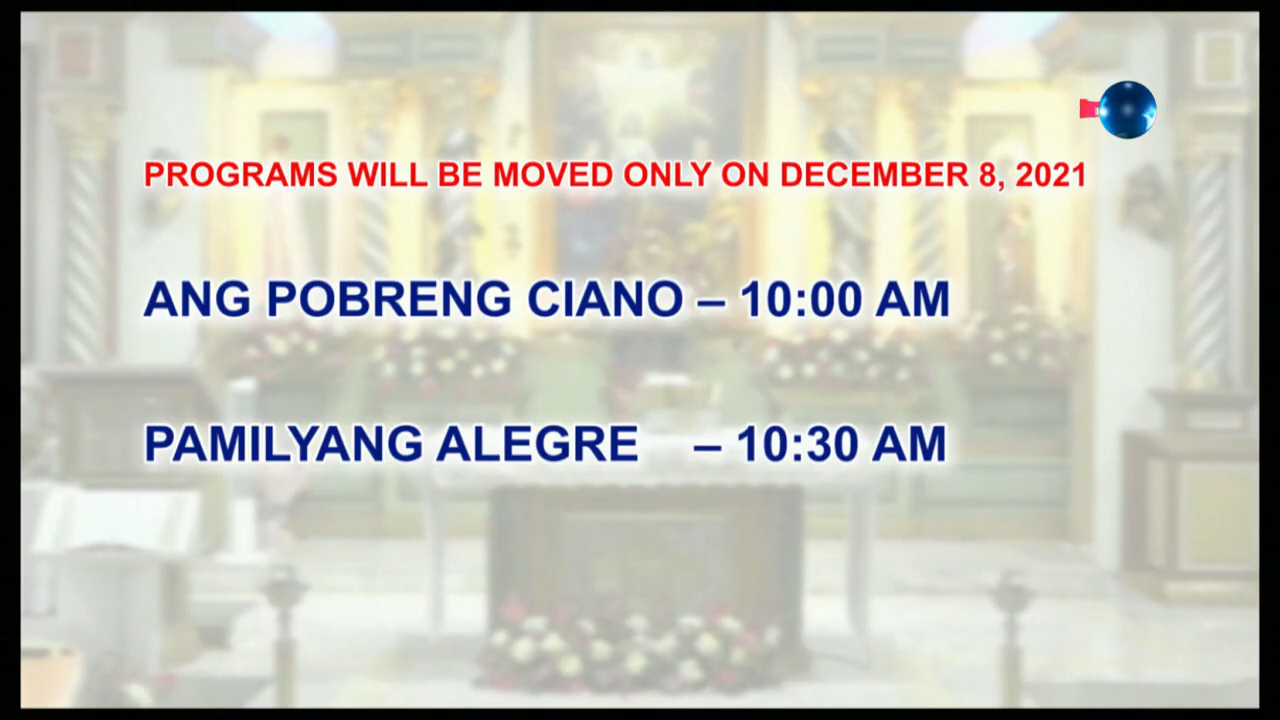 PROGRAMS WILL BE MOVED ONLY ON DECEMBER 8, 2021
ANG POBRENG CIANO – 10:00 AM
PAMILYANG ALEGRE – 10:30 AM